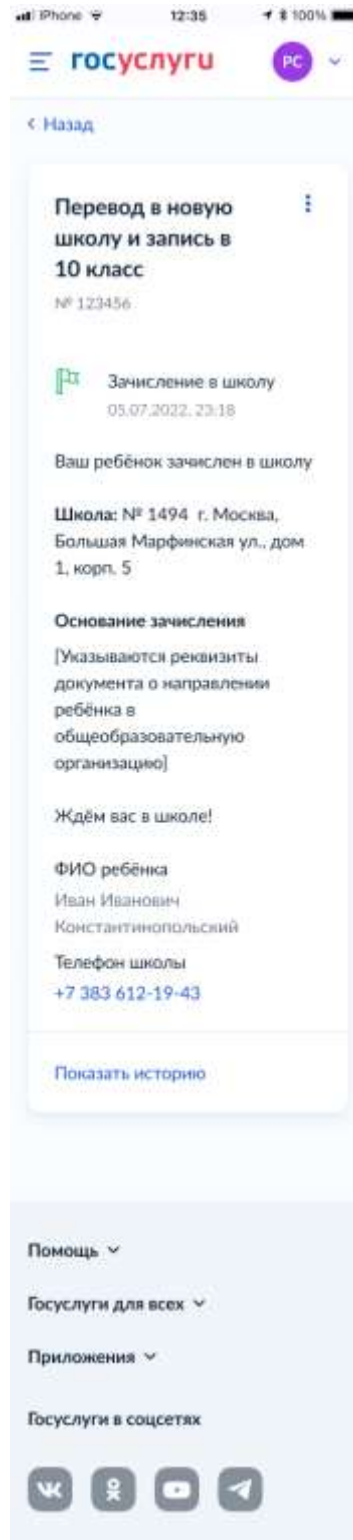 iPhone 12:35 100%
госуслуги РС
Назад
Перевод в новую
школу и запись в
10 класс
№ 123456
Зачисление в школу
05.07.2022, 23:18
Ваш ребёнок зачислен в школу
Школа: № 1494 г. Москва,
Большая Марфинская ул., дом
1, корп. 5
Основание зачисления
[Указываются реквизиты
документа о направлении
ребёнка в
общеобразовательную
организацию]
Ждём вас в школе!
ФИО ребёнка
Иван Иванович
Константинопольский
Телефон школы
+7 383 612-19-43
Показать историю
Помощь
Госуслуги для всех
Приложения
Госуслуги в соцсетях